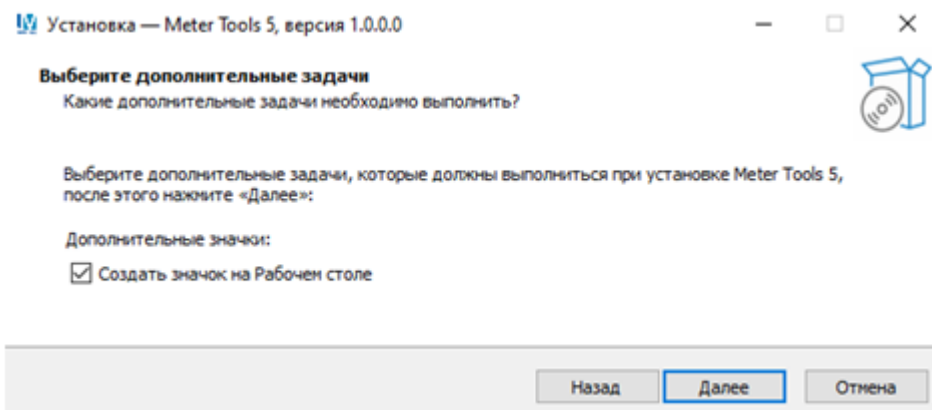 Установка — Meter Tools 5, версия 1.0.0.0
Выберите дополнительные задачи
Какие дополнительные задачи необходимо выполнить?
Выберите дополнительные задачи, которые должны выполниться при установке Meter Tools 5,
после этого нажмите «Далее»:
Дополнительные значки:
Создать значок на Рабочем столе
Назад
Далее
Отмена